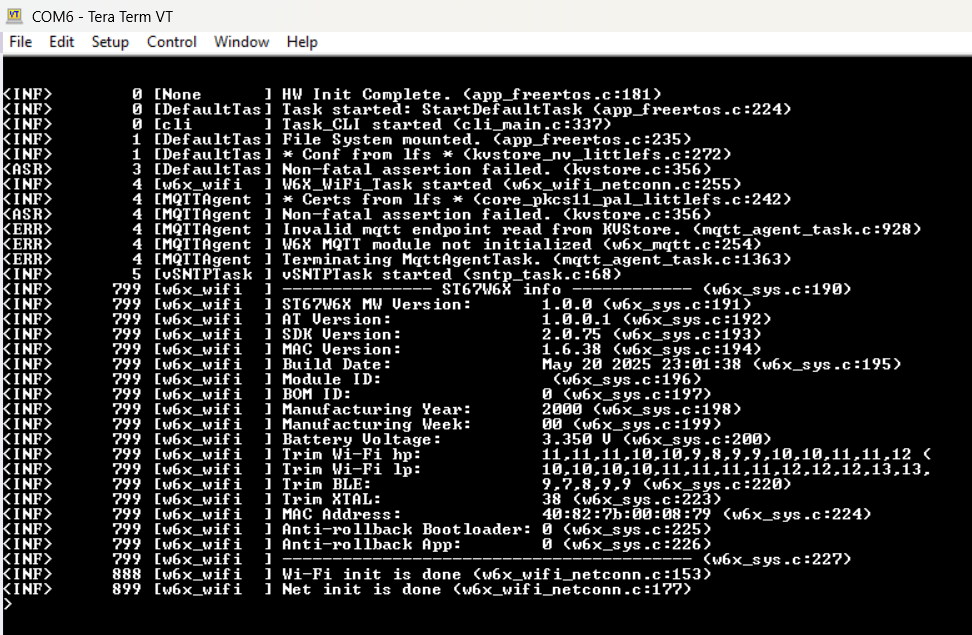 COM6 - Tera Term VT
File Edit Setup Control Window Help
<INF> 0 [None ] HW Init Complete. (app_freertos.c:181)
<INF> 0 [DefaultTas] Task started: StartDefaultTask (app_freertos.c:224)
<INF> 0 [cli ] Task_CLI started (cli_main.c:337)
<INF> 1 [DefaultTas] File System mounted. (app_freertos.c:235)
<INF> 1 [DefaultTas] * Conf from lfs * (kvstore_nv_littlefs.c:272)
<ASR> 3 [DefaultTas] Non-fatal assertion failed. (kvstore.c:356)
<INF> 4 [w6x_wifi ] W6X_WiFi_Task started (w6x_wifi_netconn.c:255)
<INF> 4 [MQTTAgent ] * Certs from lfs * (core_pkcs11_pal_littlefs.c:242)
<ASR> 4 [MQTTAgent ] Non-fatal assertion failed. (kvstore.c:356)
<ERR> 4 [MQTTAgent ] Invalid mqtt endpoint read from KVStore. (mqtt_agent_task.c:928)
<ERR> 4 [MQTTAgent ] W6X MQTT module not initialized (w6x_mqtt.c:254)
<ERR> 4 [MQTTAgent ] Terminating MqttAgentTask. (mqtt_agent_task.c:1363)
<INF> 5 [vSNTPTask ] vSNTPTask started (sntp_task.c:68)
<INF> 799 [w6x_wifi ] --------------- ST67W6X info ------------ (w6x_sys.c:190)
<INF> 799 [w6x_wifi ] ST67W6X MW Version: 1.0.0 (w6x_sys.c:191)
<INF> 799 [w6x_wifi ] AT Version: 1.0.0.1 (w6x_sys.c:192)
<INF> 799 [w6x_wifi ] SDK Version: 2.0.75 (w6x_sys.c:193)
<INF> 799 [w6x_wifi ] MAC Version: 1.6.38 (w6x_sys.c:194)
<INF> 799 [w6x_wifi ] Build Date: May 20 2025 23:01:38 (w6x_sys.c:195)
<INF> 799 [w6x_wifi ] Module ID: (w6x_sys.c:196)
<INF> 799 [w6x_wifi ] BOM ID: 0 (w6x_sys.c:197)
<INF> 799 [w6x_wifi ] Manufacturing Year: 2000 (w6x_sys.c:198)
<INF> 799 [w6x_wifi ] Manufacturing Week: 00 (w6x_sys.c:199)
<INF> 799 [w6x_wifi ] Battery Voltage: 3.350 V (w6x_sys.c:200)
<INF> 799 [w6x_wifi ] Trim Wi-Fi hp: 11,11,11,10,10,9,8,9,9,10,10,11,11,12 (
<INF> 799 [w6x_wifi ] Trim Wi-Fi lp: 10,10,10,10,11,11,11,11,12,12,12,13,13,
<INF> 799 [w6x_wifi ] Trim BLE: 9,7,8,9,9 (w6x_sys.c:220)
<INF> 799 [w6x_wifi ] Trim XTAL: 38 (w6x_sys.c:223)
<INF> 799 [w6x_wifi ] MAC Address: 40:82:7b:00:08:79 (w6x_sys.c:224)
<INF> 799 [w6x_wifi ] Anti-rollback Bootloader: 0 (w6x_sys.c:225)
<INF> 799 [w6x_wifi ] Anti-rollback App: 0 (w6x_sys.c:226)
<INF> 799 [w6x_wifi ] ----------------------------------------- (w6x_sys.c:227)
<INF> 888 [w6x_wifi ] Wi-Fi init is done (w6x_wifi_netconn.c:153)
<INF> 899 [w6x_wifi ] Net init is done (w6x_wifi_netconn.c:177)
>